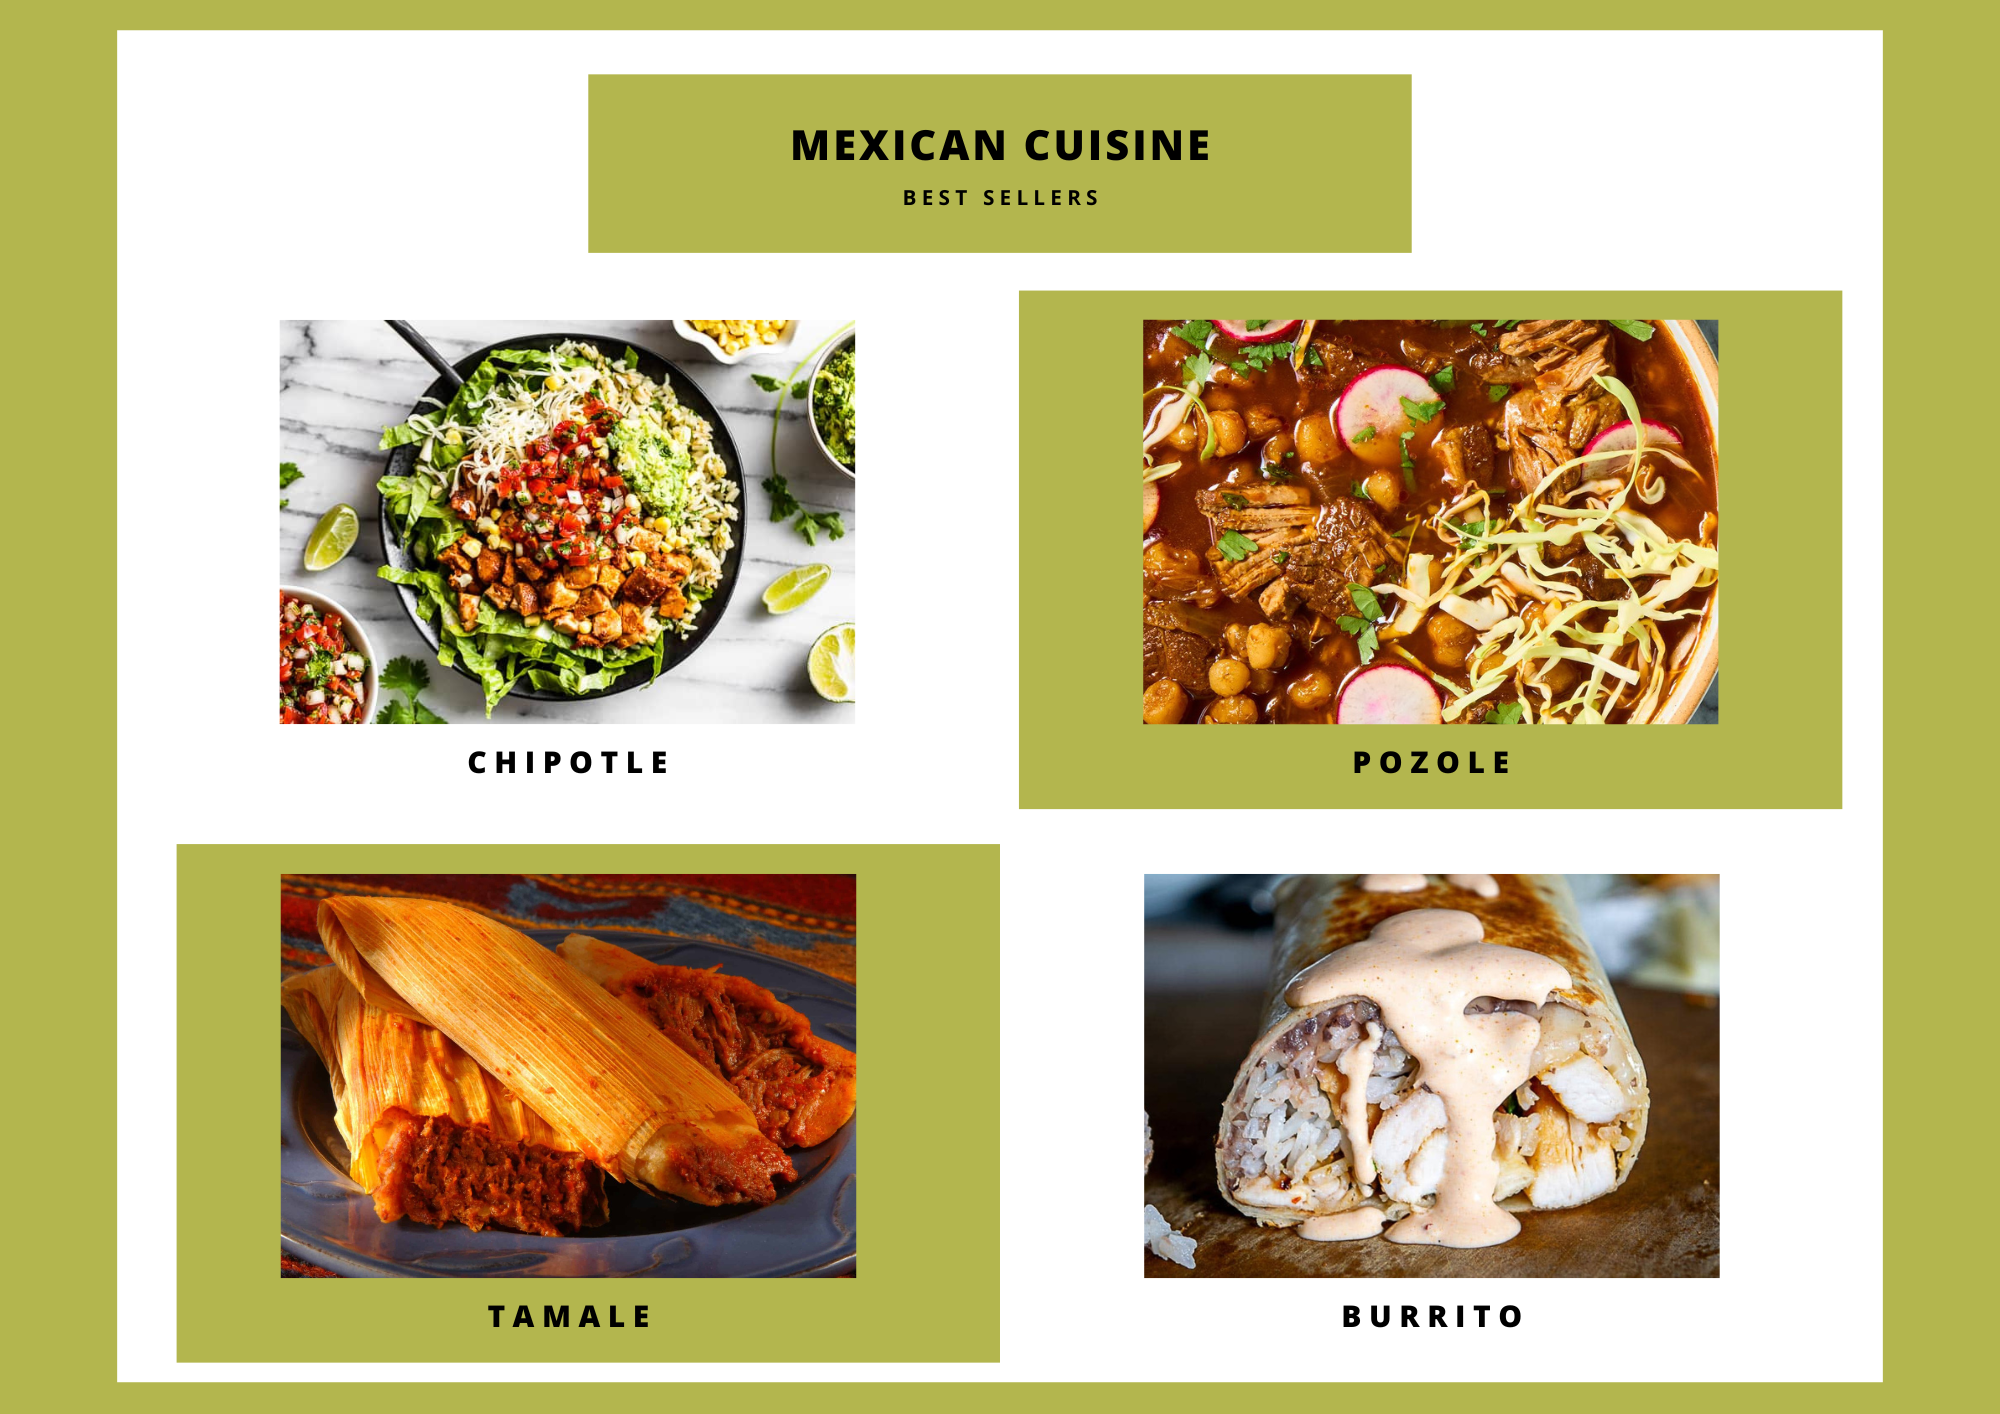 MEXICAN CUISINE
BEST SELLERS
CHIPOTLE
POZOLE
TAMALE
BURRITO